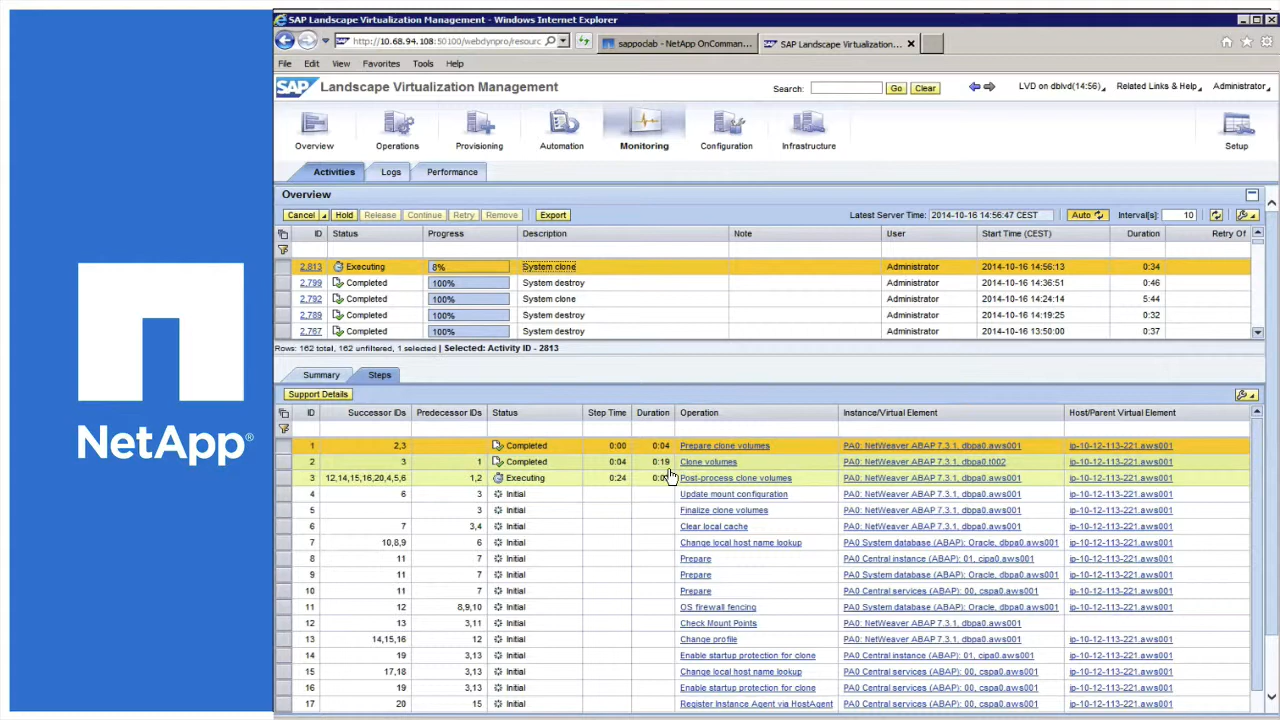 SAP Landscape Virtualization Management - Windows Internet Explorer
http://10.68.94.108:50100/webdynpro/resourc
sappoclab - NetApp OnComman...
SAP Landscape Virtualization...
File Edit View Favorites Tools Help
SAP Landscape Virtualization Management
Search: Go Clear
LVD on dblvd(14:56) Related Links & Help Administrator
Overview Operations Provisioning Automation Monitoring Configuration Infrastructure Setup
Activities Logs Performance
Overview
Cancel Hold Release Continue Retry Remove Export Latest Server Time: 2014-10-16 14:56:47 CEST Auto Interval[s]: 10
ID Status Progress Description Note User Start Time (CEST) Duration Retry Of
2,813 Executing 8% System clone Administrator 2014-10-16 14:56:13 0:34
2,799 Completed 100% System destroy Administrator 2014-10-16 14:36:51 0:46
2,792 Completed 100% System clone Administrator 2014-10-16 14:24:14 5:44
2,789 Completed 100% System destroy Administrator 2014-10-16 14:19:25 0:32
2,767 Completed 100% System destroy Administrator 2014-10-16 13:50:00 0:37
Rows: 162 total, 162 unfiltered, 1 selected | Selected: Activity ID - 2813
Summary Steps
Support Details
ID Successor IDs Predecessor IDs Status Step Time Duration Operation Instance/Virtual Element Host/Parent Virtual Element
1 2,3 Completed 0:00 0:04 Prepare clone volumes PA0: NetWeaver ABAP 7.3.1, dbpa0.aws001 ip-10-12-113-221.aws001
2 3 1 Completed 0:04 0:19 Clone volumes PA0: NetWeaver ABAP 7.3.1, dbpa0.t002 ip-10-12-113-221.aws001
3 12,14,15,16,20,4,5,6 1,2 Executing 0:24 Post-process clone volumes PA0: NetWeaver ABAP 7.3.1, dbpa0.aws001 ip-10-12-113-221.aws001
4 6 3 Initial Update mount configuration PA0: NetWeaver ABAP 7.3.1, dbpa0.aws001 ip-10-12-113-221.aws001
5 3 Initial Finalize clone volumes PA0: NetWeaver ABAP 7.3.1, dbpa0.aws001 ip-10-12-113-221.aws001
6 7 3,4 Initial Clear local cache PA0: NetWeaver ABAP 7.3.1, dbpa0.aws001 ip-10-12-113-221.aws001
7 10,8,9 6 Initial Change local host name lookup PA0 System database (ABAP): Oracle, dbpa0.aws001 ip-10-12-113-221.aws001
8 11 7 Initial Prepare PA0 Central instance (ABAP): 01, cipa0.aws001 ip-10-12-113-221.aws001
9 11 7 Initial Prepare PA0 System database (ABAP): Oracle, dbpa0.aws001 ip-10-12-113-221.aws001
10 11 7 Initial Prepare PA0 Central services (ABAP): 00, cspa0.aws001 ip-10-12-113-221.aws001
11 12 8,9,10 Initial OS firewall fencing PA0 System database (ABAP): Oracle, dbpa0.aws001 ip-10-12-113-221.aws001
12 13 3,11 Initial Check Mount Points PA0: NetWeaver ABAP 7.3.1, dbpa0.aws001
13 14,15,16 12 Initial Change profile PA0: NetWeaver ABAP 7.3.1, dbpa0.aws001 ip-10-12-113-221.aws001
14 19 3,13 Initial Enable startup protection for clone PA0 Central instance (ABAP): 01, cipa0.aws001 ip-10-12-113-221.aws001
15 17,18 3,13 Initial Change local host name lookup PA0 Central services (ABAP): 00, cspa0.aws001 ip-10-12-113-221.aws001
16 19 3,13 Initial Enable startup protection for clone PA0 Central services (ABAP): 00, cspa0.aws001 ip-10-12-113-221.aws001
17 20 15 Initial Register Instance Agent via HostAgent PA0 Central services (ABAP): 00, cspa0.aws001 ip-10-12-113-221.aws001
NetApp®